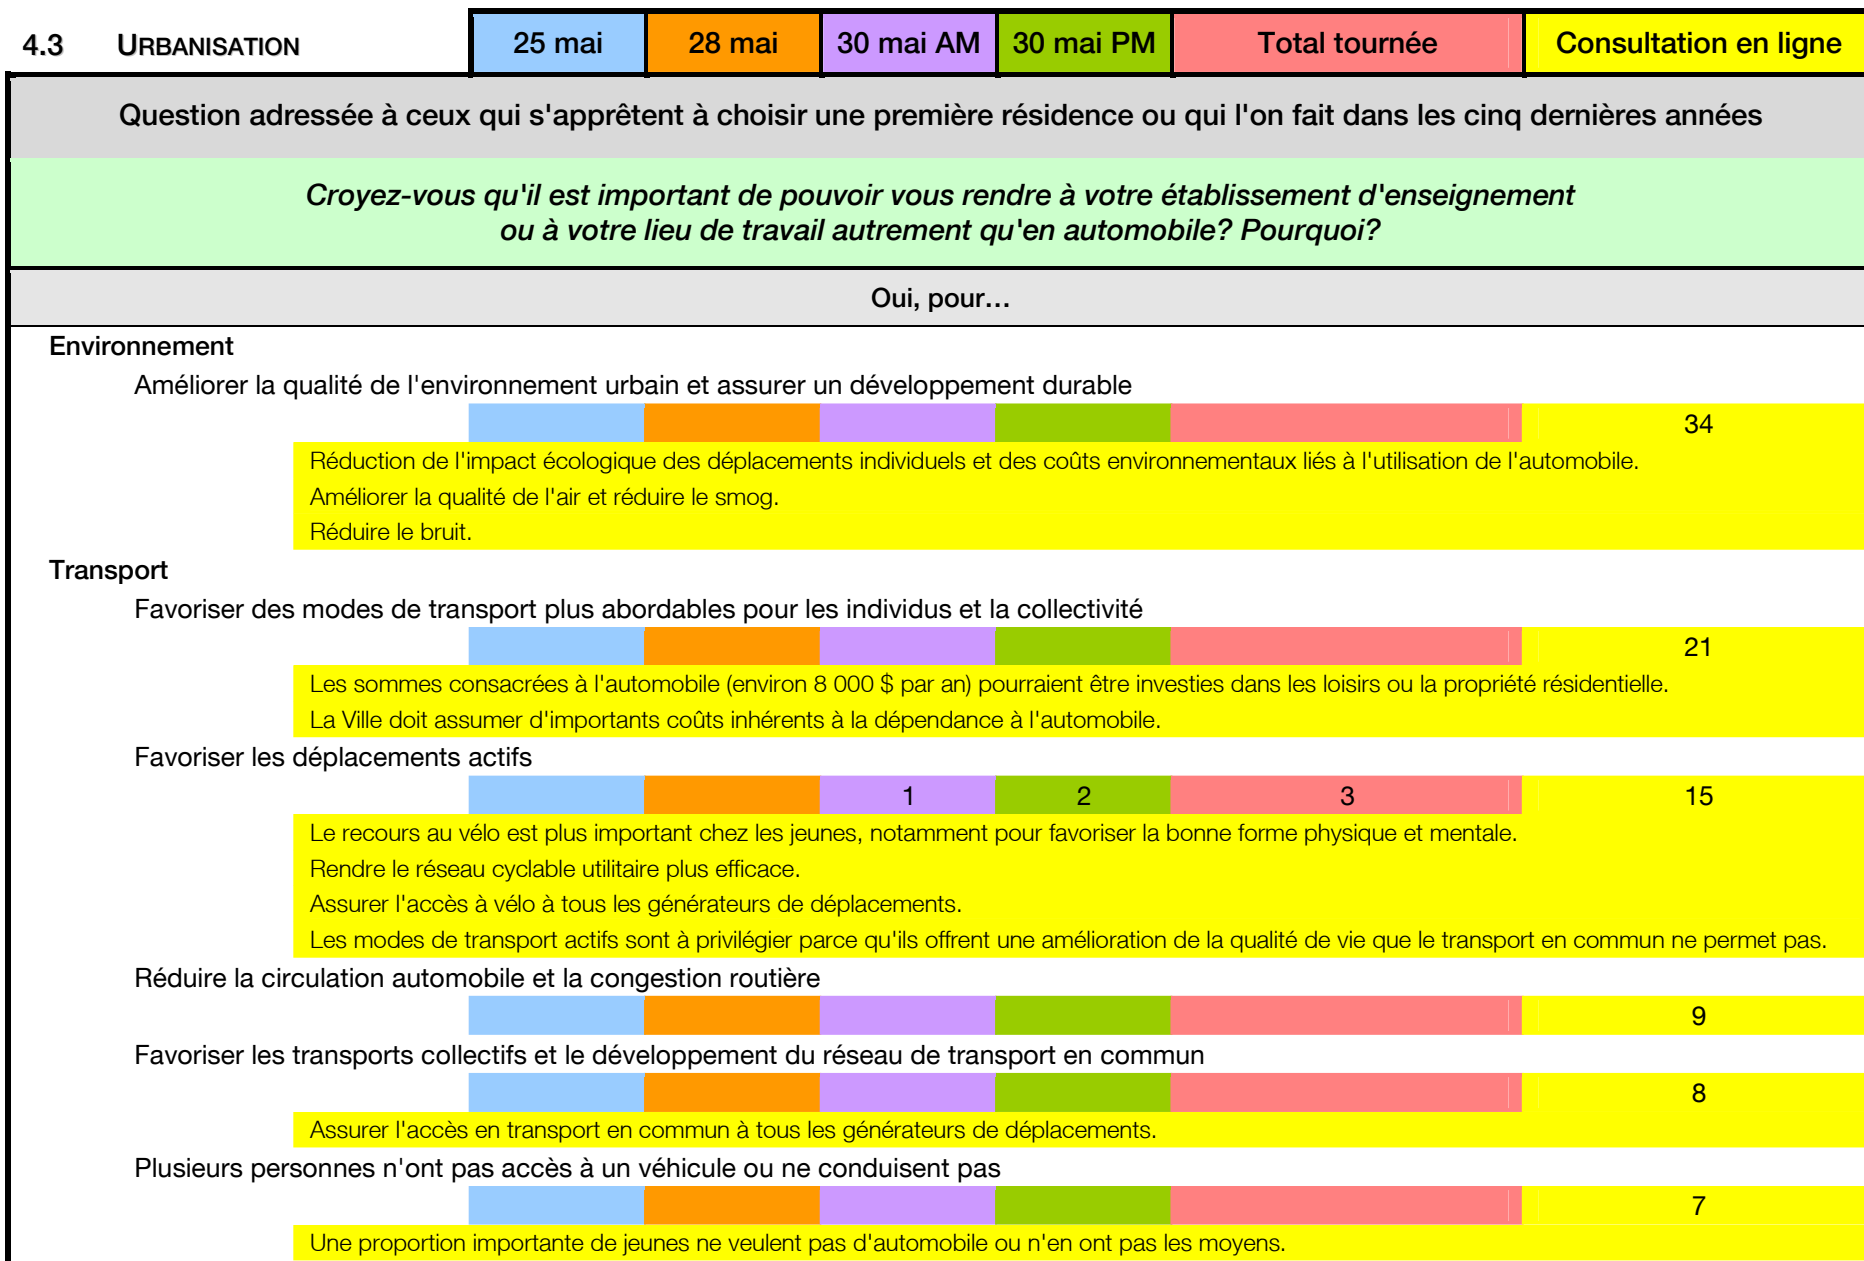 4.3 URBANISATION 25 mai 28 mai 30 mai AM 30 mai PM Total tournée Consultation en ligne
Question adressée à ceux qui s'apprêtent à choisir une première résidence ou qui l'on fait dans les cinq dernières années
Croyez-vous qu'il est important de pouvoir vous rendre à votre établissement d'enseignement
ou à votre lieu de travail autrement qu'en automobile? Pourquoi?
Oui, pour…
Environnement
Améliorer la qualité de l'environnement urbain et assurer un développement durable
34
Réduction de l'impact écologique des déplacements individuels et des coûts environnementaux liés à l'utilisation de l'automobile.
Améliorer la qualité de l'air et réduire le smog.
Réduire le bruit.
Transport
Favoriser des modes de transport plus abordables pour les individus et la collectivité
21
Les sommes consacrées à l'automobile (environ 8 000 $ par an) pourraient être investies dans les loisirs ou la propriété résidentielle.
La Ville doit assumer d'importants coûts inhérents à la dépendance à l'automobile.
Favoriser les déplacements actifs
1 2 3 15
Le recours au vélo est plus important chez les jeunes, notamment pour favoriser la bonne forme physique et mentale.
Rendre le réseau cyclable utilitaire plus efficace.
Assurer l'accès à vélo à tous les générateurs de déplacements.
Les modes de transport actifs sont à privilégier parce qu'ils offrent une amélioration de la qualité de vie que le transport en commun ne permet pas.
Réduire la circulation automobile et la congestion routière
9
Favoriser les transports collectifs et le développement du réseau de transport en commun
8
Assurer l'accès en transport en commun à tous les générateurs de déplacements.
Plusieurs personnes n'ont pas accès à un véhicule ou ne conduisent pas
7
Une proportion importante de jeunes ne veulent pas d'automobile ou n'en ont pas les moyens.